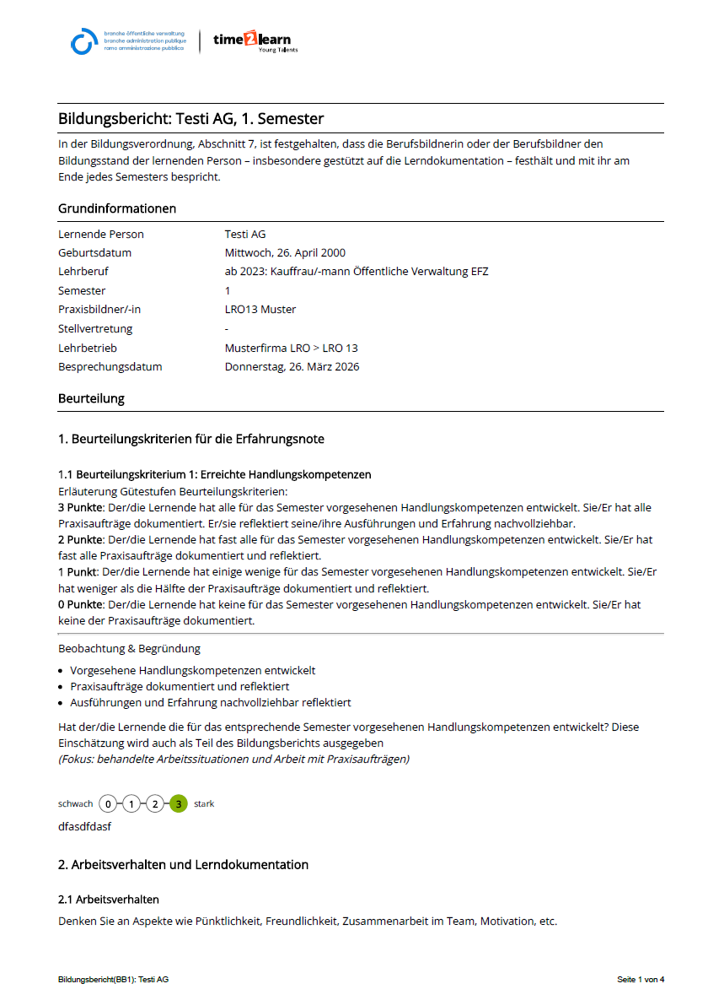 branche öffentliche verwaltung
branche administration publique
ramo amministrazione pubblica
time2learn
Young Talents
Bildungsbericht: Testi AG, 1. Semester
In der Bildungsverordnung, Abschnitt 7, ist festgehalten, dass die Berufsbildnerin oder der Berufsbildner den
Bildungsstand der lernenden Person – insbesondere gestützt auf die Lerndokumentation – festhält und mit ihr am
Ende jedes Semesters bespricht.
Grundinformationen
Lernende Person Testi AG
Geburtsdatum Mittwoch, 26. April 2000
Lehrberuf ab 2023: Kauffrau/-mann Öffentliche Verwaltung EFZ
Semester 1
Praxisbildner/-in LRO13 Muster
Stellvertretung -
Lehrbetrieb Musterfirma LRO > LRO 13
Besprechungsdatum Donnerstag, 26. März 2026
Beurteilung
1. Beurteilungskriterien für die Erfahrungsnote
1.1 Beurteilungskriterium 1: Erreichte Handlungskompetenzen
Erläuterung Gütestufen Beurteilungskriterien:
3 Punkte: Der/die Lernende hat alle für das Semester vorgesehenen Handlungskompetenzen entwickelt. Sie/Er hat alle
Praxisaufträge dokumentiert. Er/sie reflektiert seine/ihre Ausführungen und Erfahrung nachvollziehbar.
2 Punkte: Der/die Lernende hat fast alle für das Semester vorgesehenen Handlungskompetenzen entwickelt. Sie/Er hat
fast alle Praxisaufträge dokumentiert und reflektiert.
1 Punkt: Der/die Lernende hat einige wenige für das Semester vorgesehenen Handlungskompetenzen entwickelt. Sie/Er
hat weniger als die Hälfte der Praxisaufträge dokumentiert und reflektiert.
0 Punkte: Der/die Lernende hat keine für das Semester vorgesehenen Handlungskompetenzen entwickelt. Sie/Er hat
keine der Praxisaufträge dokumentiert.
Beobachtung & Begründung
• Vorgesehene Handlungskompetenzen entwickelt
• Praxisaufträge dokumentiert und reflektiert
• Ausführungen und Erfahrung nachvollziehbar reflektiert
Hat der/die Lernende die für das entsprechende Semester vorgesehenen Handlungskompetenzen entwickelt? Diese
Einschätzung wird auch als Teil des Bildungsberichts ausgegeben
(Fokus: behandelte Arbeitssituationen und Arbeit mit Praxisaufträgen)
schwach 0 1 2 3 stark
dfasdfdasf
2. Arbeitsverhalten und Lerndokumentation
2.1 Arbeitsverhalten
Denken Sie an Aspekte wie Pünktlichkeit, Freundlichkeit, Zusammenarbeit im Team, Motivation, etc.
Bildungsbericht(BB1): Testi AG Seite 1 von 4